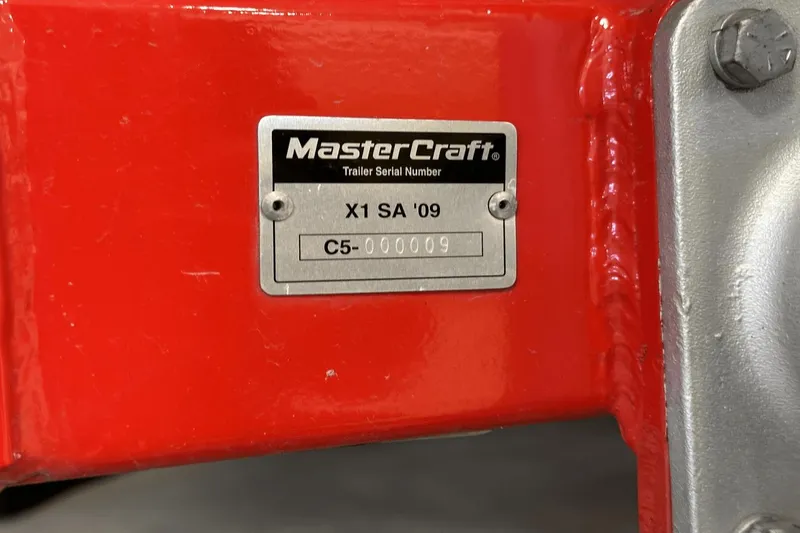 MasterCraft®
Trailer Serial Number
X1 SA '09
C5-000009